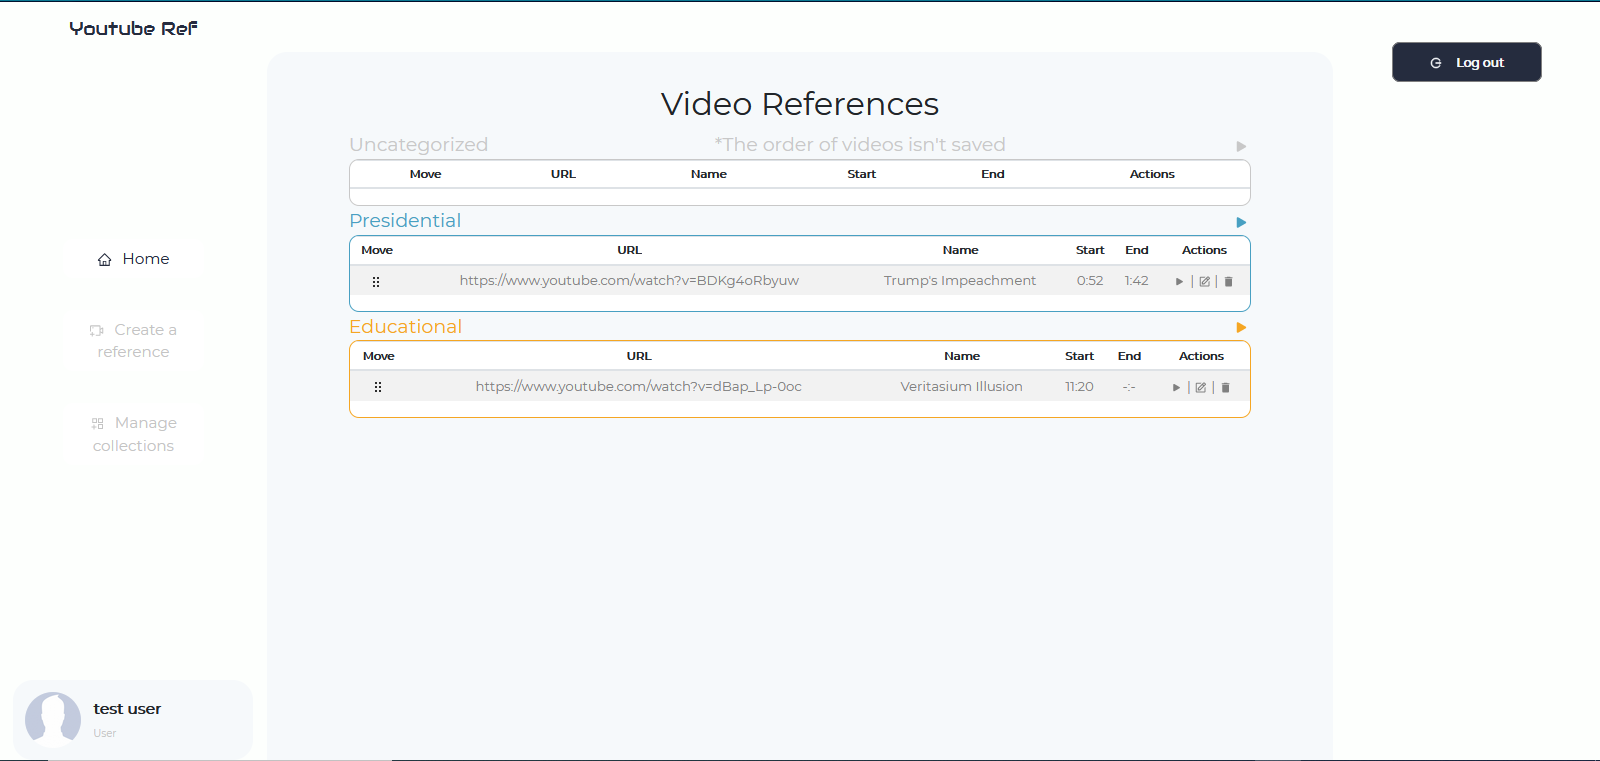 Youtube Ref
Log out
Video References
Uncategorized *The order of videos isn't saved
Move URL Name Start End Actions
Presidential
Move URL Name Start End Actions
https://www.youtube.com/watch?v=BDKg4oRbyuw Trump's Impeachment 0:52 1:42 | |
Educational
Move URL Name Start End Actions
https://www.youtube.com/watch?v=dBap_Lp-0oc Veritasium Illusion 11:20 -:- | |
Home
Create a
reference
Manage
collections
test user
User